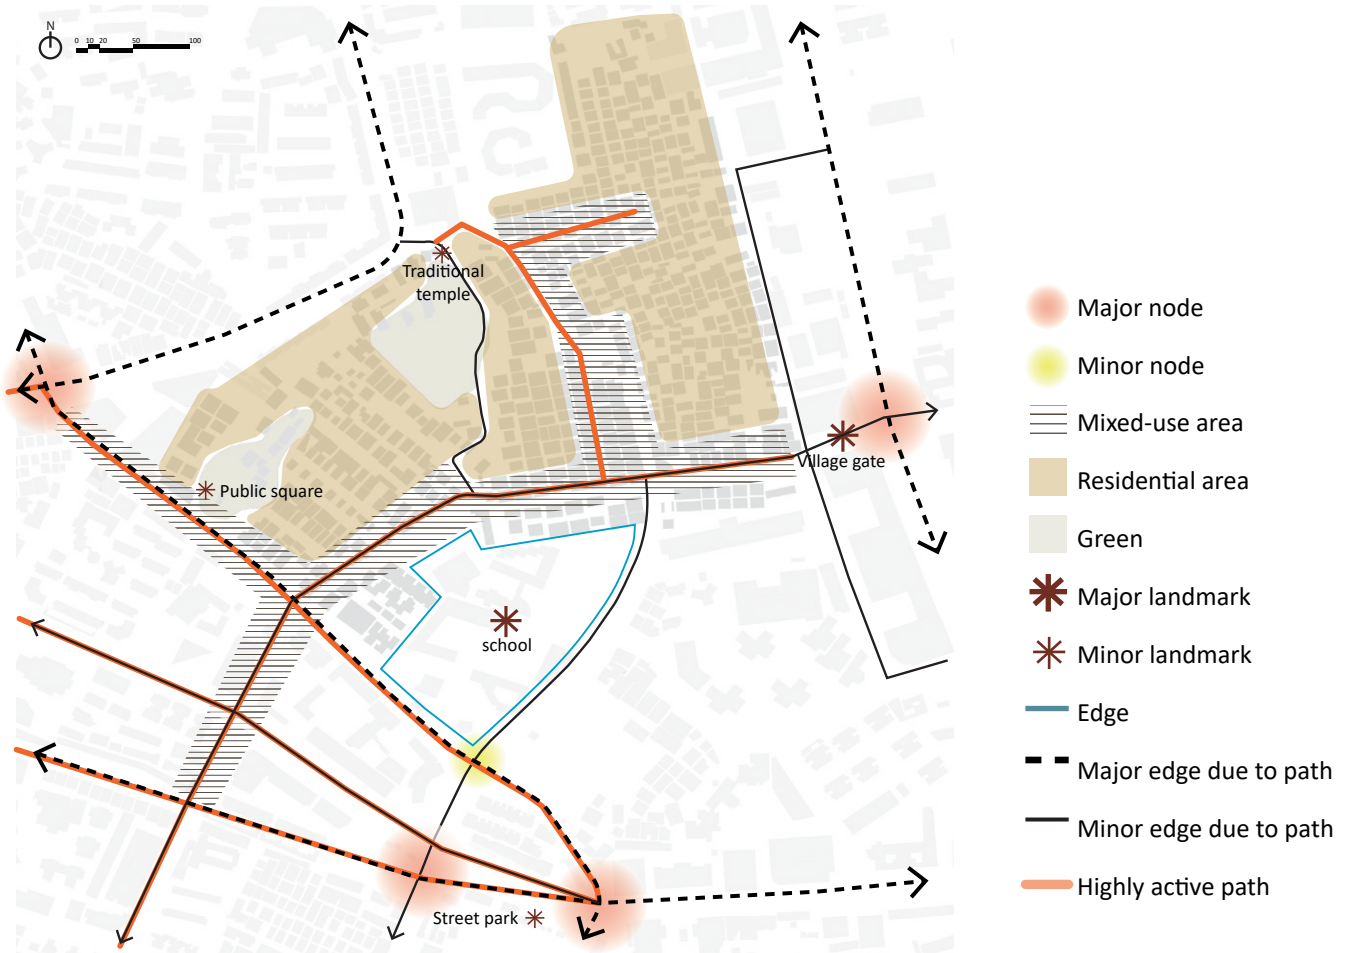 N
0 10 20 50 100
Traditional
temple
Public square
Village gate
school
Street park
Major node
Minor node
Mixed-use area
Residential area
Green
Major landmark
Minor landmark
Edge
Major edge due to path
Minor edge due to path
Highly active path